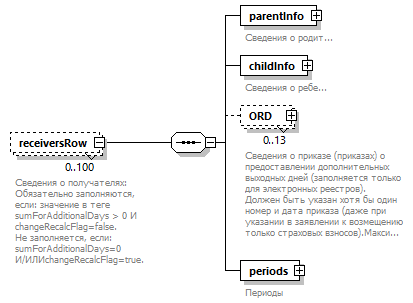 parentInfo
Сведения о родит...
childInfo
Сведения о ребе...
ORD
0..13
Сведения о приказе (приказах) о
предоставлении дополнительных
выходных дней (заполняется только
для электронных реестров).
Должен быть указан хотя бы один
номер и дата приказа (даже при
указании в заявлении к возмещению
только страховых взносов).Макси...
receiversRow
0..100
Сведения о получателях:
Обязательно заполняются,
если: значение в теге
sumForAdditionalDays > 0 И
changeRecalcFlag=false.
Не заполняется, если:
sumForAdditionalDays=0
И/ИЛИchangeRecalcFlag=true.
periods
Периоды